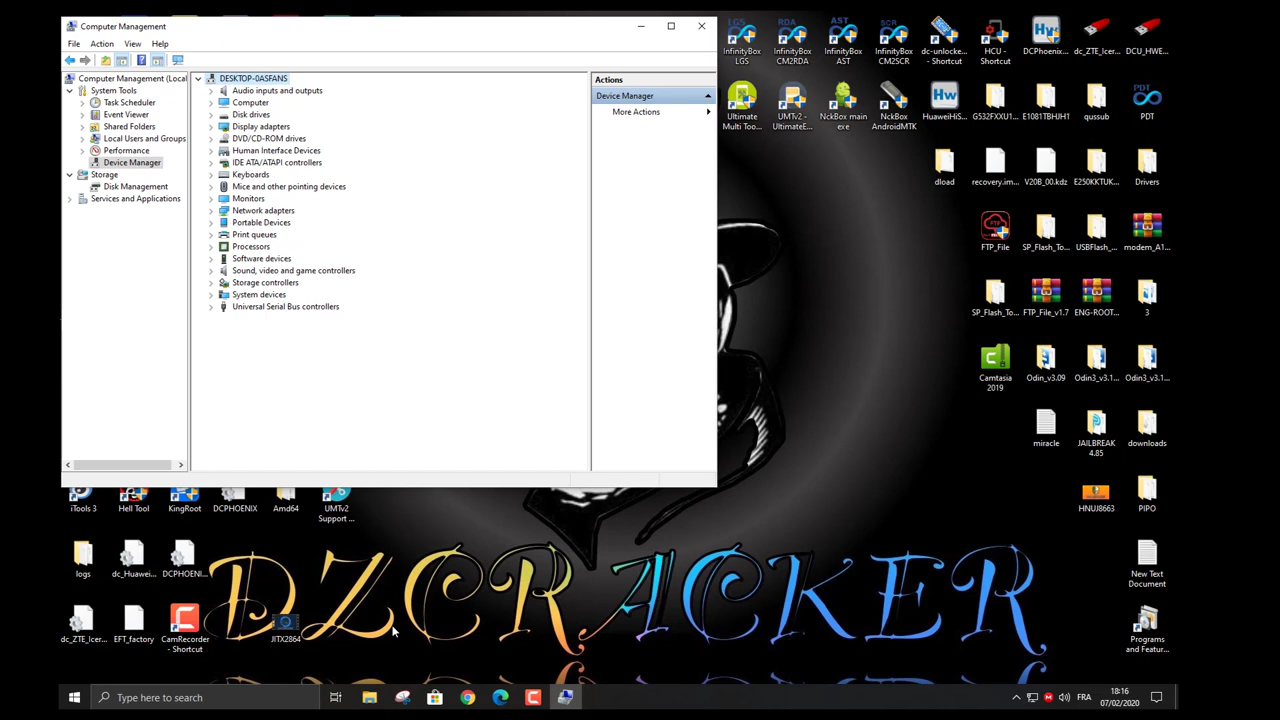 Computer Management
File Action View Help
Computer Management (Local
System Tools
Task Scheduler
Event Viewer
Shared Folders
Local Users and Groups
Performance
Device Manager
Storage
Disk Management
Services and Applications
DESKTOP-0ASFANS
Audio inputs and outputs
Computer
Disk drives
Display adapters
DVD/CD-ROM drives
Human Interface Devices
IDE ATA/ATAPI controllers
Keyboards
Mice and other pointing devices
Monitors
Network adapters
Portable Devices
Print queues
Processors
Software devices
Sound, video and game controllers
Storage controllers
System devices
Universal Serial Bus controllers
Actions
Device Manager
More Actions
LGS RDA AST SCR
InfinityBox LGS
InfinityBox CM2RDA
InfinityBox AST
InfinityBox CM2SCR
dc-unlocke... - Shortcut
HCU - Shortcut
DCPhoenix...
dc_ZTE_Icer...
DCU_HWE...
Ultimate Multi Too...
UMTv2 - UltimateE...
NckBox main exe
NckBox AndroidMTK
HuaweiHiS...
G532FXXU1...
E1081TBHJH1
qussub
PDT
dload
recovery.im...
V20B_00.kdz
E250KKTUK...
Drivers
FTP_File
SP_Flash_To...
USBFlash_...
modem_A1...
SP_Flash_To...
FTP_File_v1.7
ENG-ROOT...
3
Camtasia 2019
Odin_v3.09
Odin3_v3.1...
Odin3_v3.1...
miracle
JAILBREAK 4.85
downloads
HNUJ8663
PIPO
New Text Document
Programs and Featur...
iTools 3
Hell Tool
KingRoot
DCPHOENIX
Amd64
UMTv2 Support ...
logs
dc_Huawei...
DCPHOENI...
dc_ZTE_Icer...
EFT_factory
CamRecorder - Shortcut
JITX2864
DZCRACKER
Type here to search
FRA
18:16
07/02/2020